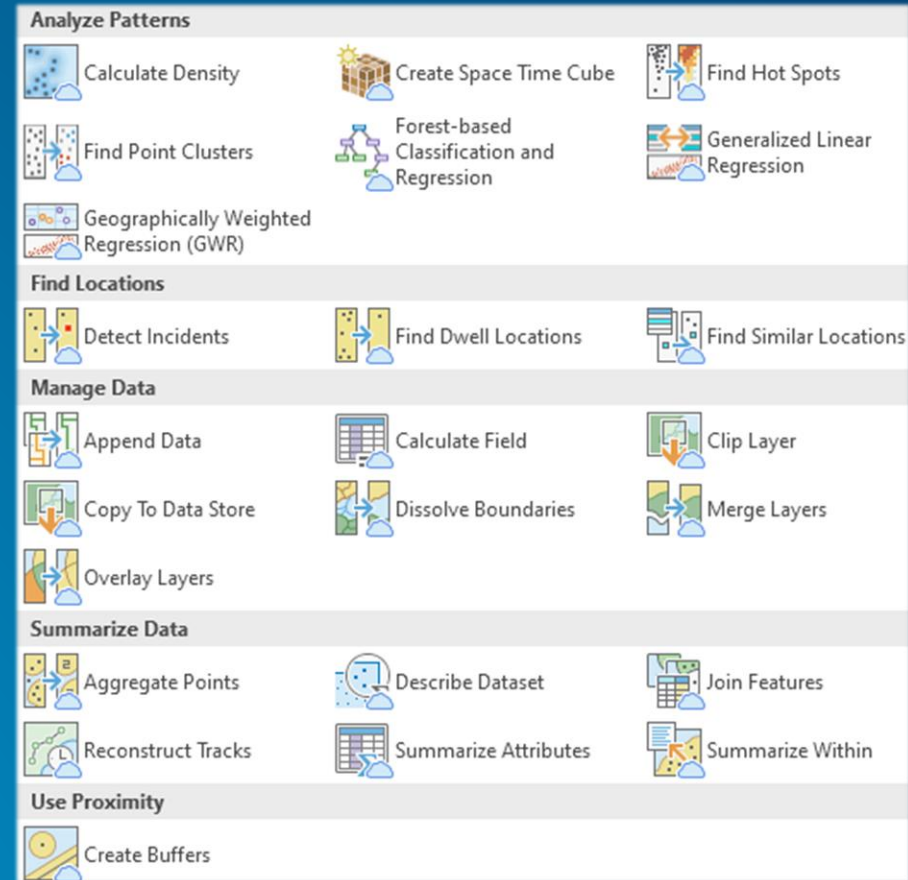 Analyze Patterns
Calculate Density
Create Space Time Cube
Find Hot Spots
Find Point Clusters
Forest-based
Classification and
Regression
Generalized Linear
Regression
Geographically Weighted
Regression (GWR)
Find Locations
Detect Incidents
Find Dwell Locations
Find Similar Locations
Manage Data
Append Data
Calculate Field
Clip Layer
Copy To Data Store
Dissolve Boundaries
Merge Layers
Overlay Layers
Summarize Data
Aggregate Points
Describe Dataset
Join Features
Reconstruct Tracks
Summarize Attributes
Summarize Within
Use Proximity
Create Buffers